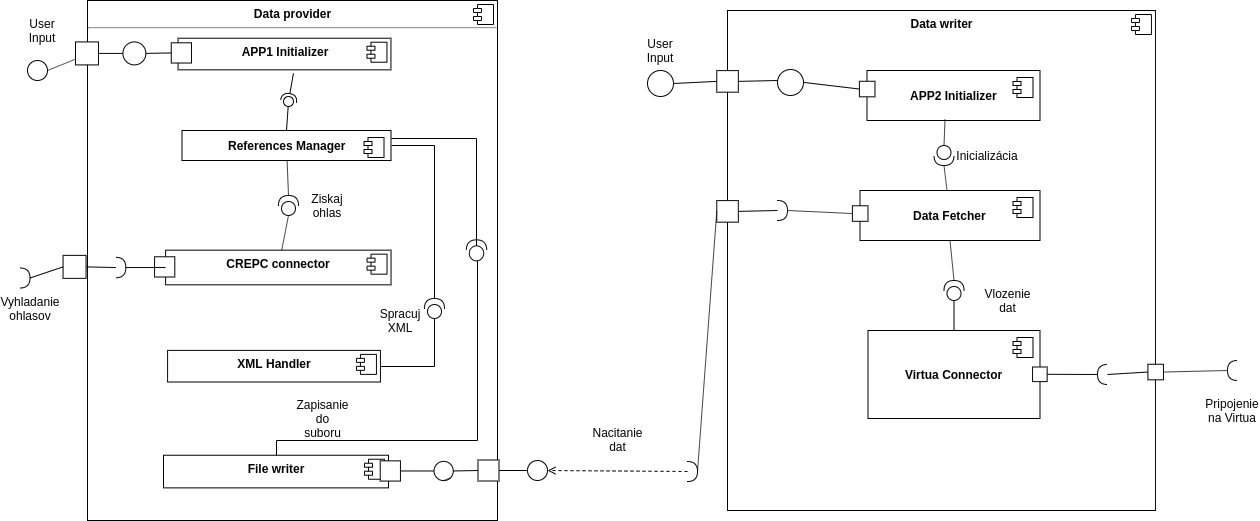 Data provider
User
Input
APP1 Initializer
References Manager
Ziskaj
ohlas
CREPC connector
Vyhladanie
ohlasov
Spracuj
XML
XML Handler
Zapisanie
do
suboru
File writer
Nacitanie
dat
Data writer
User
Input
APP2 Initializer
Inicializácia
Data Fetcher
Vlozenie
dat
Virtua Connector
Pripojenie
na Virtua